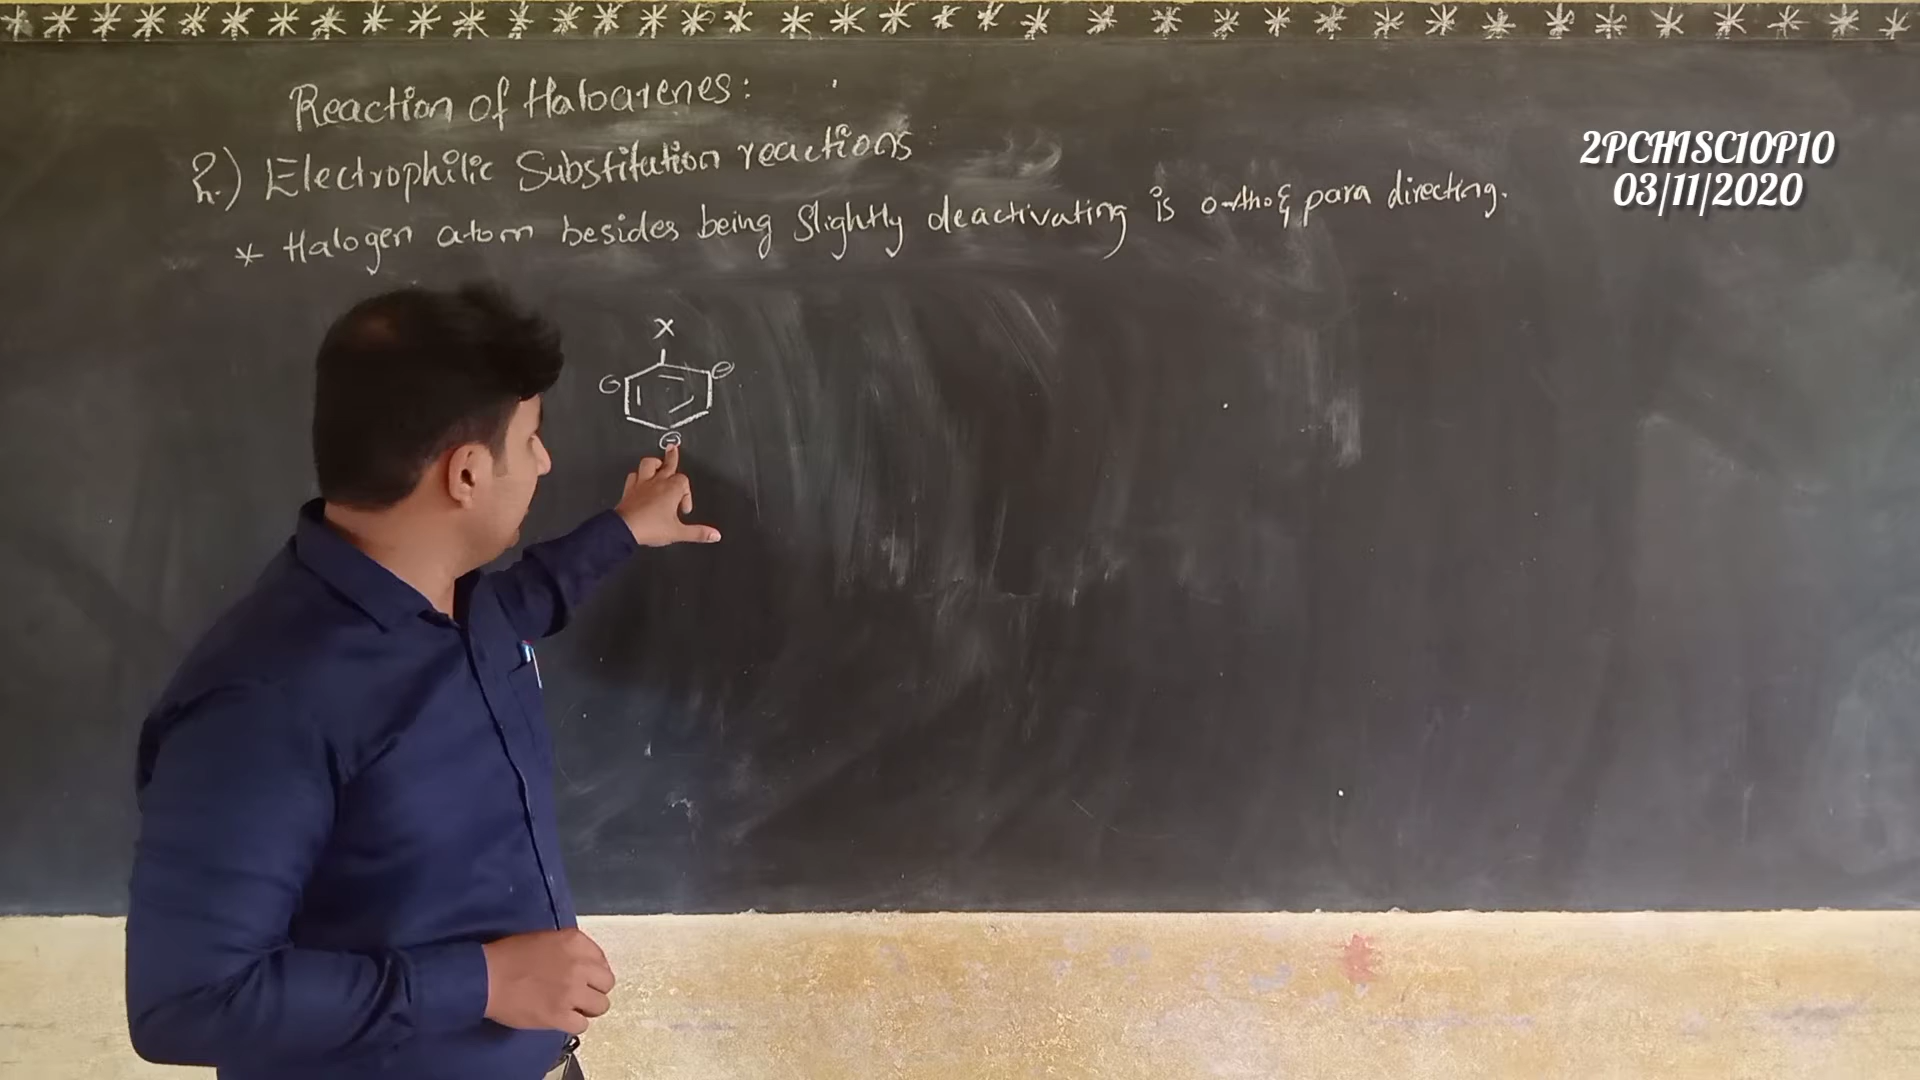 Reaction of Haloarenes:
2.) Electrophilic Substitution reactions:
* Halogen atom besides being slightly deactivating is ortho & para directing.
2PCH1SC10P10
03/11/2020
X
⊖ ⊖
⊖